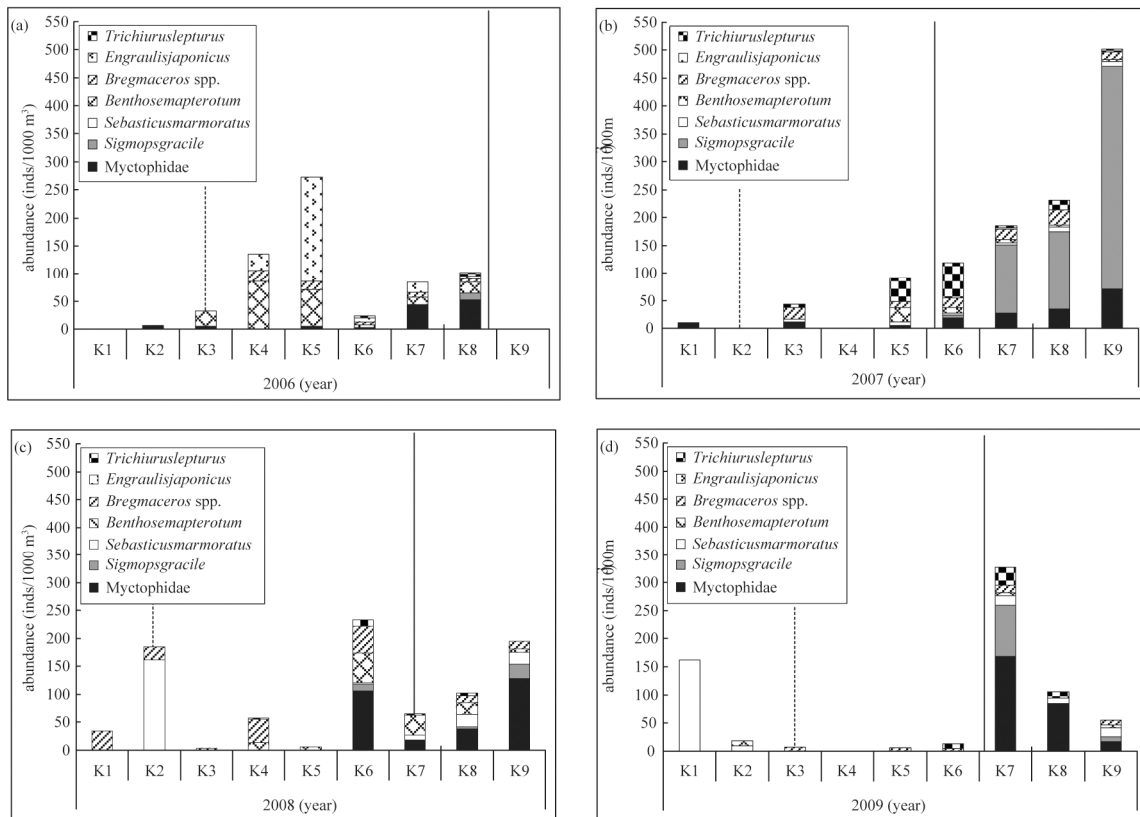 (a)
550
500
450
400
350
300
250
200
150
100
50
0
abundance (inds/1000 m³)
Trichiuruslepturus
Engraulisjaponicus
Bregmaceros spp.
Benthosemapterotum
Sebasticusmarmoratus
Sigmopsgracile
Myctophidae
K1 K2 K3 K4 K5 K6 K7 K8 K9
2006 (year)
(b)
550
500
450
400
350
300
250
200
150
100
50
0
abundance (inds/1000m
Trichiuruslepturus
Engraulisjaponicus
Bregmaceros spp.
Benthosemapterotum
Sebasticusmarmoratus
Sigmopsgracile
Myctophidae
K1 K2 K3 K4 K5 K6 K7 K8 K9
2007 (year)
(c)
550
500
450
400
350
300
250
200
150
100
50
0
abundance (inds/1000 m³)
Trichiuruslepturus
Engraulisjaponicus
Bregmaceros spp.
Benthosemapterotum
Sebasticusmarmoratus
Sigmopsgracile
Myctophidae
K1 K2 K3 K4 K5 K6 K7 K8 K9
2008 (year)
(d)
550
500
450
400
350
300
250
200
150
100
50
0
abundance (inds/1000m
Trichiuruslepturus
Engraulisjaponicus
Bregmaceros spp.
Benthosemapterotum
Sebasticusmarmoratus
Sigmopsgracile
Myctophidae
K1 K2 K3 K4 K5 K6 K7 K8 K9
2009 (year)